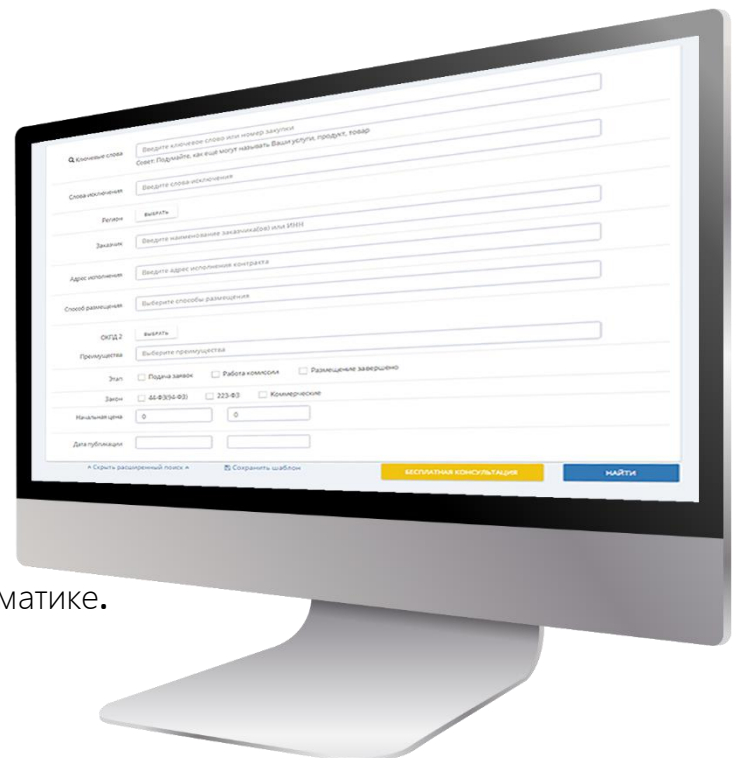 Ключевые слова
Введите ключевое слово или номер закупки
Совет: Подумайте, как ещё могут называть Ваши услуги, продукт, товар
Слова исключения
Введите слова исключения
Регион
ВЫБРАТЬ
Заказчик
Введите наименование заказчика(ов) или ИНН
Адрес исполнения
Введите адрес исполнения контракта
Способ размещения
Выберите способы размещения
ОКПД 2
ВЫБРАТЬ
Преимущества
Выберите преимущества
Этап
Подача заявок
Работа комиссии
Размещение завершено
Закон
44-ФЗ(94-ФЗ)
223-ФЗ
Коммерческие
Начальная цена
0
0
Дата публикации
Скрыть расширенный поиск
Сохранить шаблон
БЕСПЛАТНАЯ КОНСУЛЬТАЦИЯ
НАЙТИ
матике.